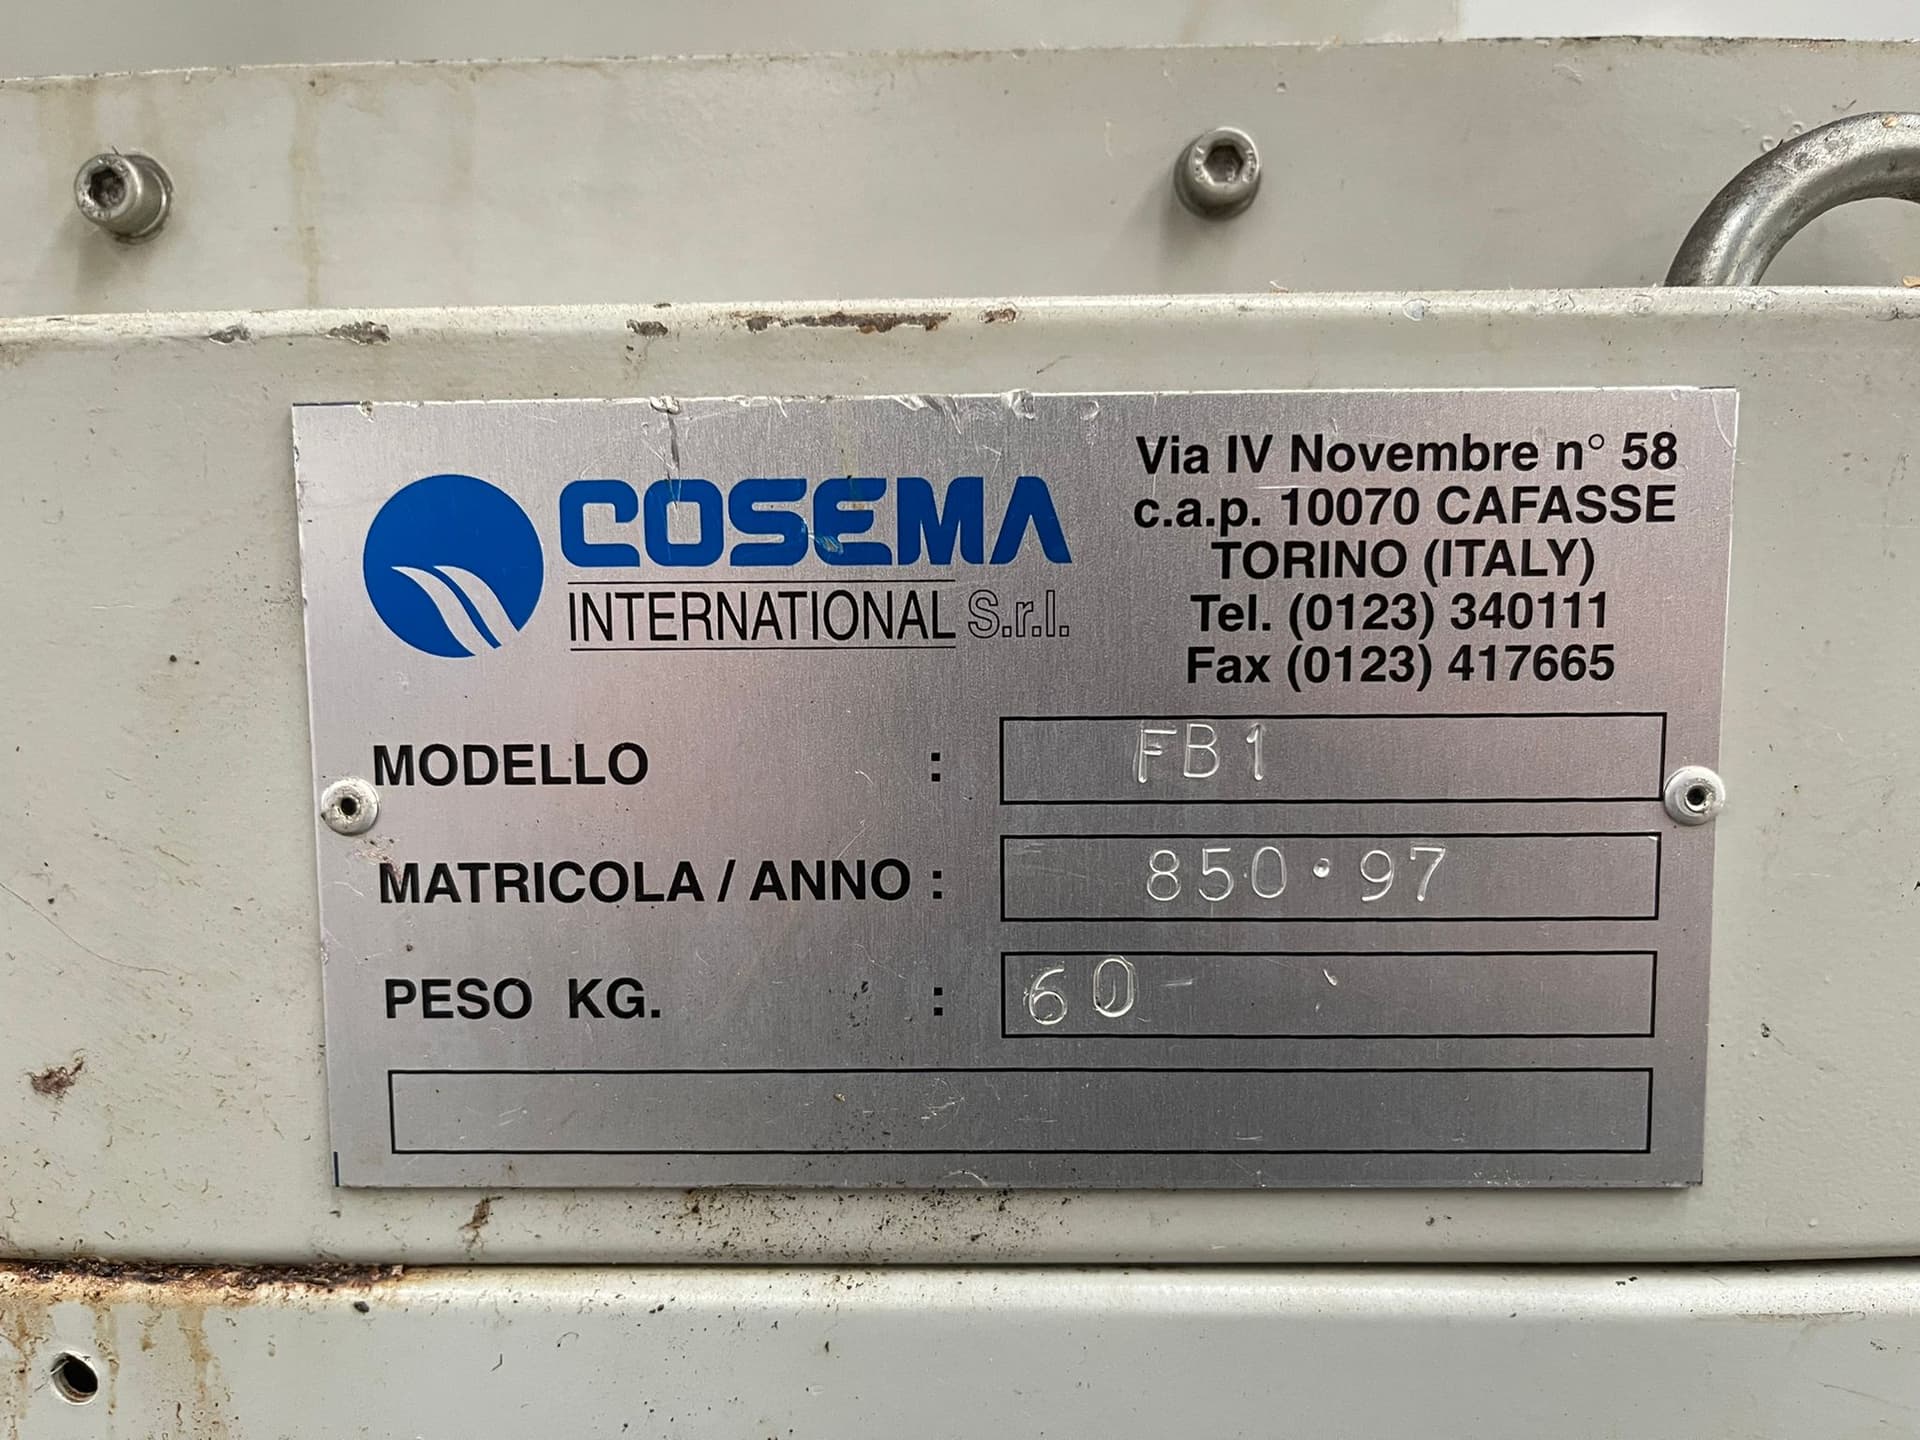 COSEMA
INTERNATIONAL S.r.l.
Via IV Novembre n° 58
c.a.p. 10070 CAFASSE
TORINO (ITALY)
Tel. (0123) 340111
Fax (0123) 417665
MODELLO : FB1
MATRICOLA / ANNO : 850·97
PESO KG. : 60